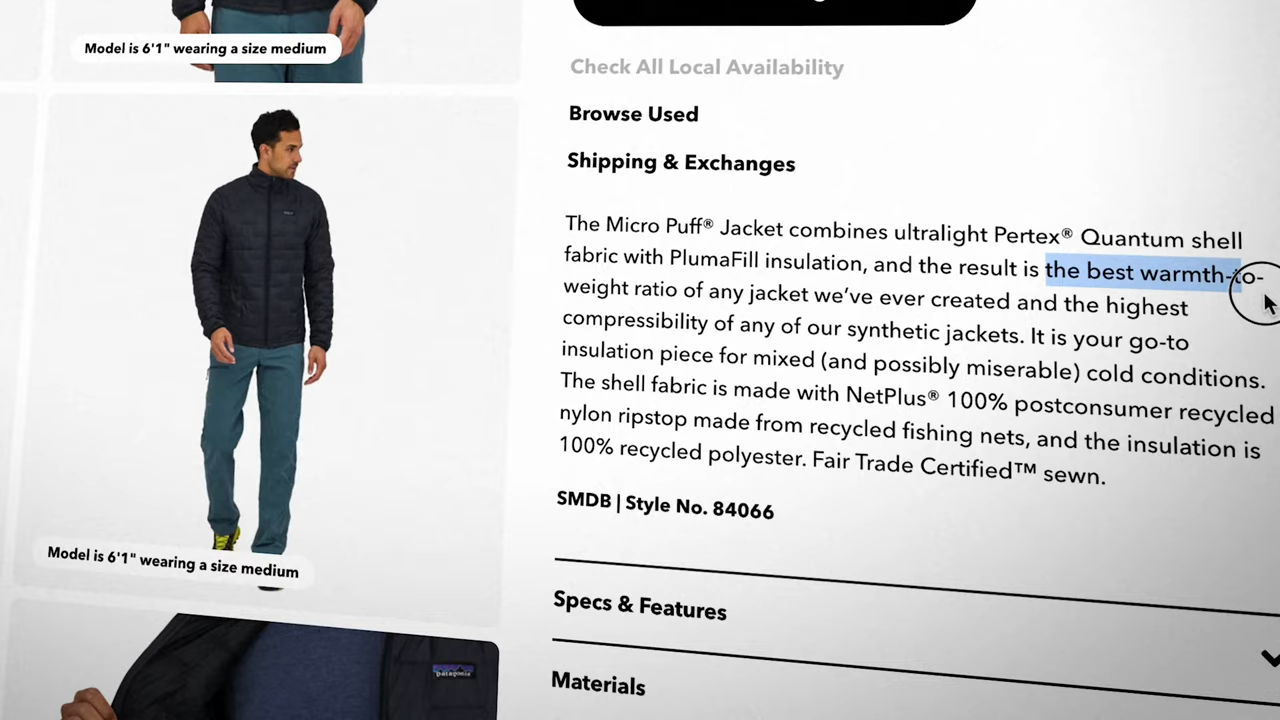 Model is 6'1" wearing a size medium
Check All Local Availability
Browse Used
Shipping & Exchanges
The Micro Puff® Jacket combines ultralight Pertex® Quantum shell
fabric with PlumaFill insulation, and the result is the best warmth-to-
weight ratio of any jacket we've ever created and the highest
compressibility of any of our synthetic jackets. It is your go-to
insulation piece for mixed (and possibly miserable) cold conditions.
The shell fabric is made with NetPlus® 100% postconsumer recycled
nylon ripstop made from recycled fishing nets, and the insulation is
100% recycled polyester. Fair Trade Certified™ sewn.
SMDB | Style No. 84066
Model is 6'1" wearing a size medium
Specs & Features
Materials
patagonia